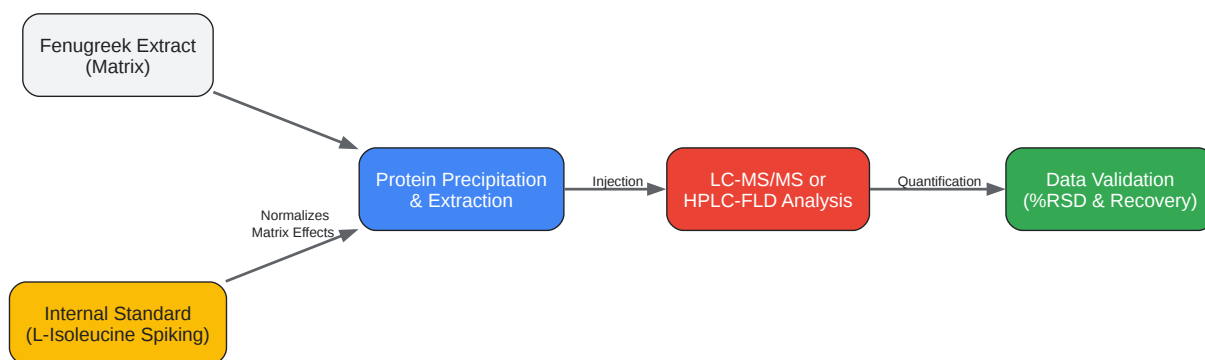 Fenugreek Extract
(Matrix)
Protein Precipitation
& Extraction
Injection
LC-MS/MS or
HPLC-FLD Analysis
Quantification
Data Validation
(%RSD & Recovery)
Normalizes
Matrix Effects
Internal Standard
(L-Isoleucine Spiking)